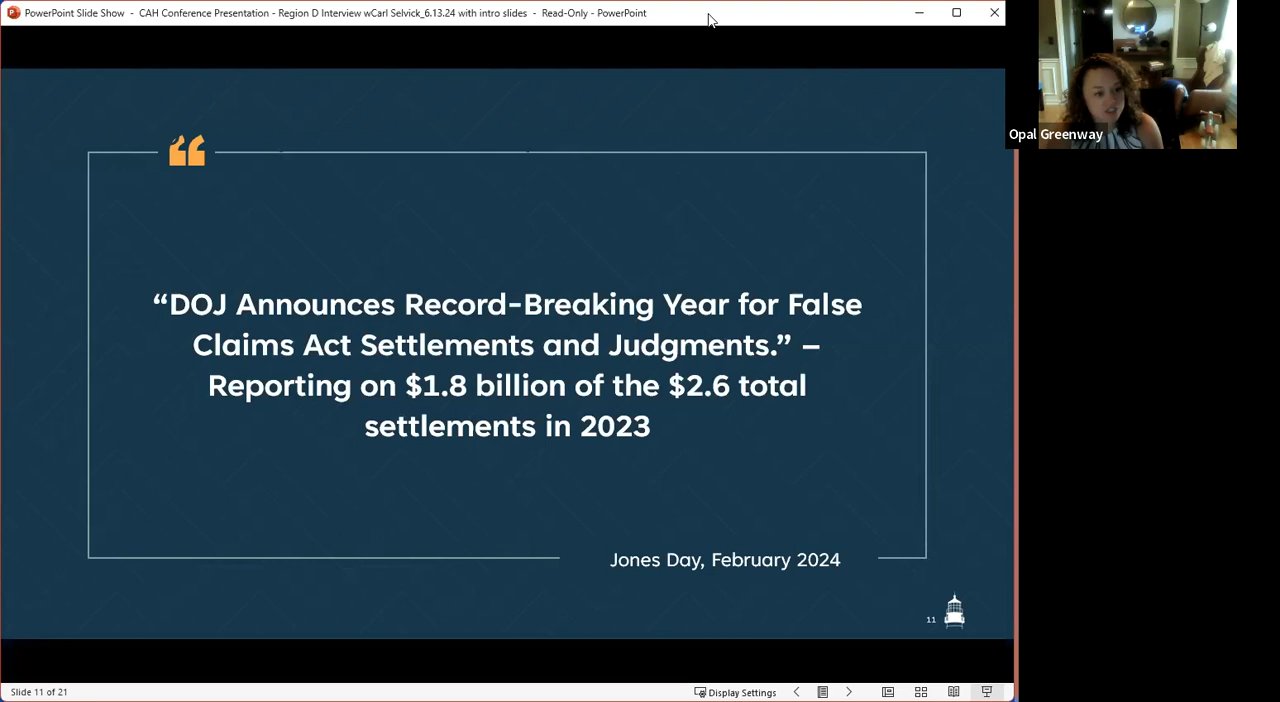 PowerPoint Slide Show - CAH Conference Presentation - Region D Interview wCarl Selvick_6.13.24 with intro slides - Read-Only - PowerPoint
Opal Greenway
“DOJ Announces Record-Breaking Year for False
Claims Act Settlements and Judgments.” –
Reporting on $1.8 billion of the $2.6 total
settlements in 2023
Jones Day, February 2024
11
Slide 11 of 21
Display Settings